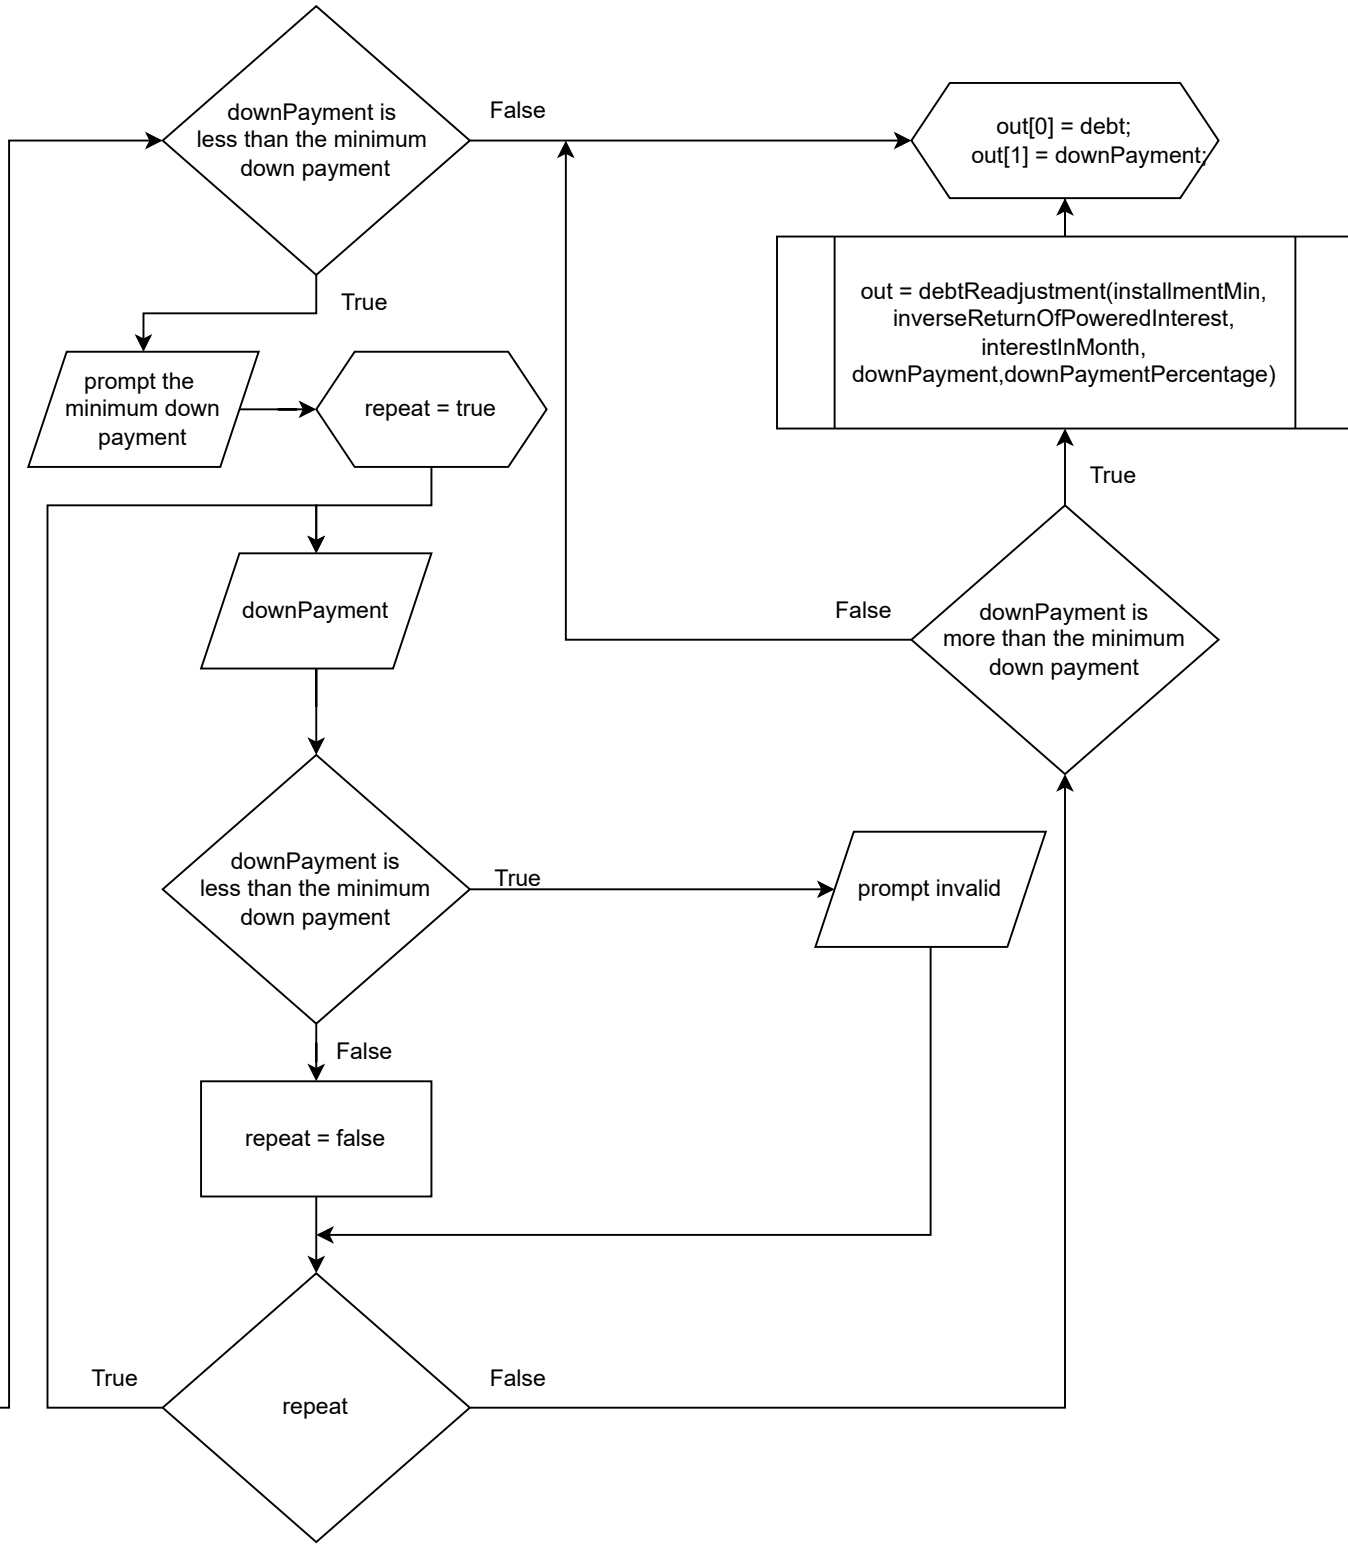 downPayment is
less than the minimum
down payment
False
out[0] = debt;
out[1] = downPayment;
True
out = debtReadjustment(installmentMin,
inverseReturnOfPoweredInterest,
interestInMonth,
downPayment,downPaymentPercentage)
prompt the
minimum down
payment
repeat = true
True
downPayment
False
downPayment is
more than the minimum
down payment
downPayment is
less than the minimum
down payment
True
prompt invalid
False
repeat = false
True
False
repeat